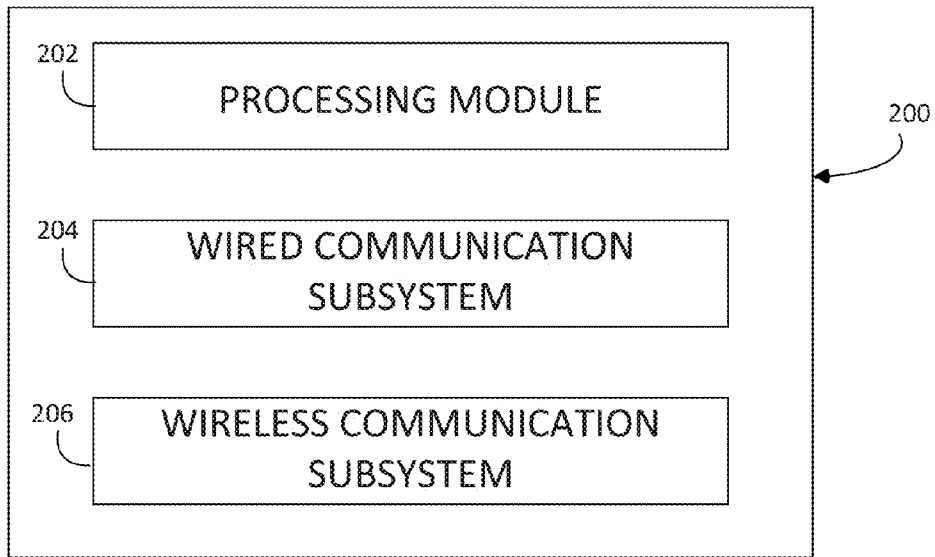 202
PROCESSING MODULE
200
204
WIRED COMMUNICATION
SUBSYSTEM
206
WIRELESS COMMUNICATION
SUBSYSTEM